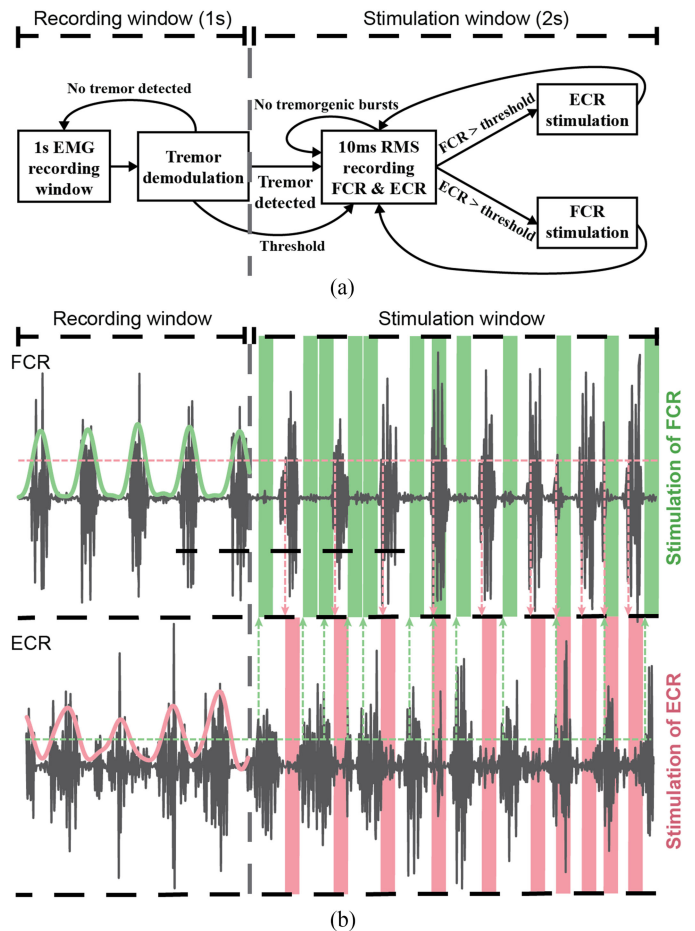 Recording window (1s)
Stimulation window (2s)
No tremor detected
1s EMG
recording
window
Tremor
demodulation
Tremor
detected
Threshold
No tremorgenic bursts
10ms RMS
recording
FCR & ECR
FCR > threshold
ECR > threshold
ECR
stimulation
FCR
stimulation
(a)
Recording window
Stimulation window
FCR
Stimulation of FCR
ECR
Stimulation of ECR
(b)